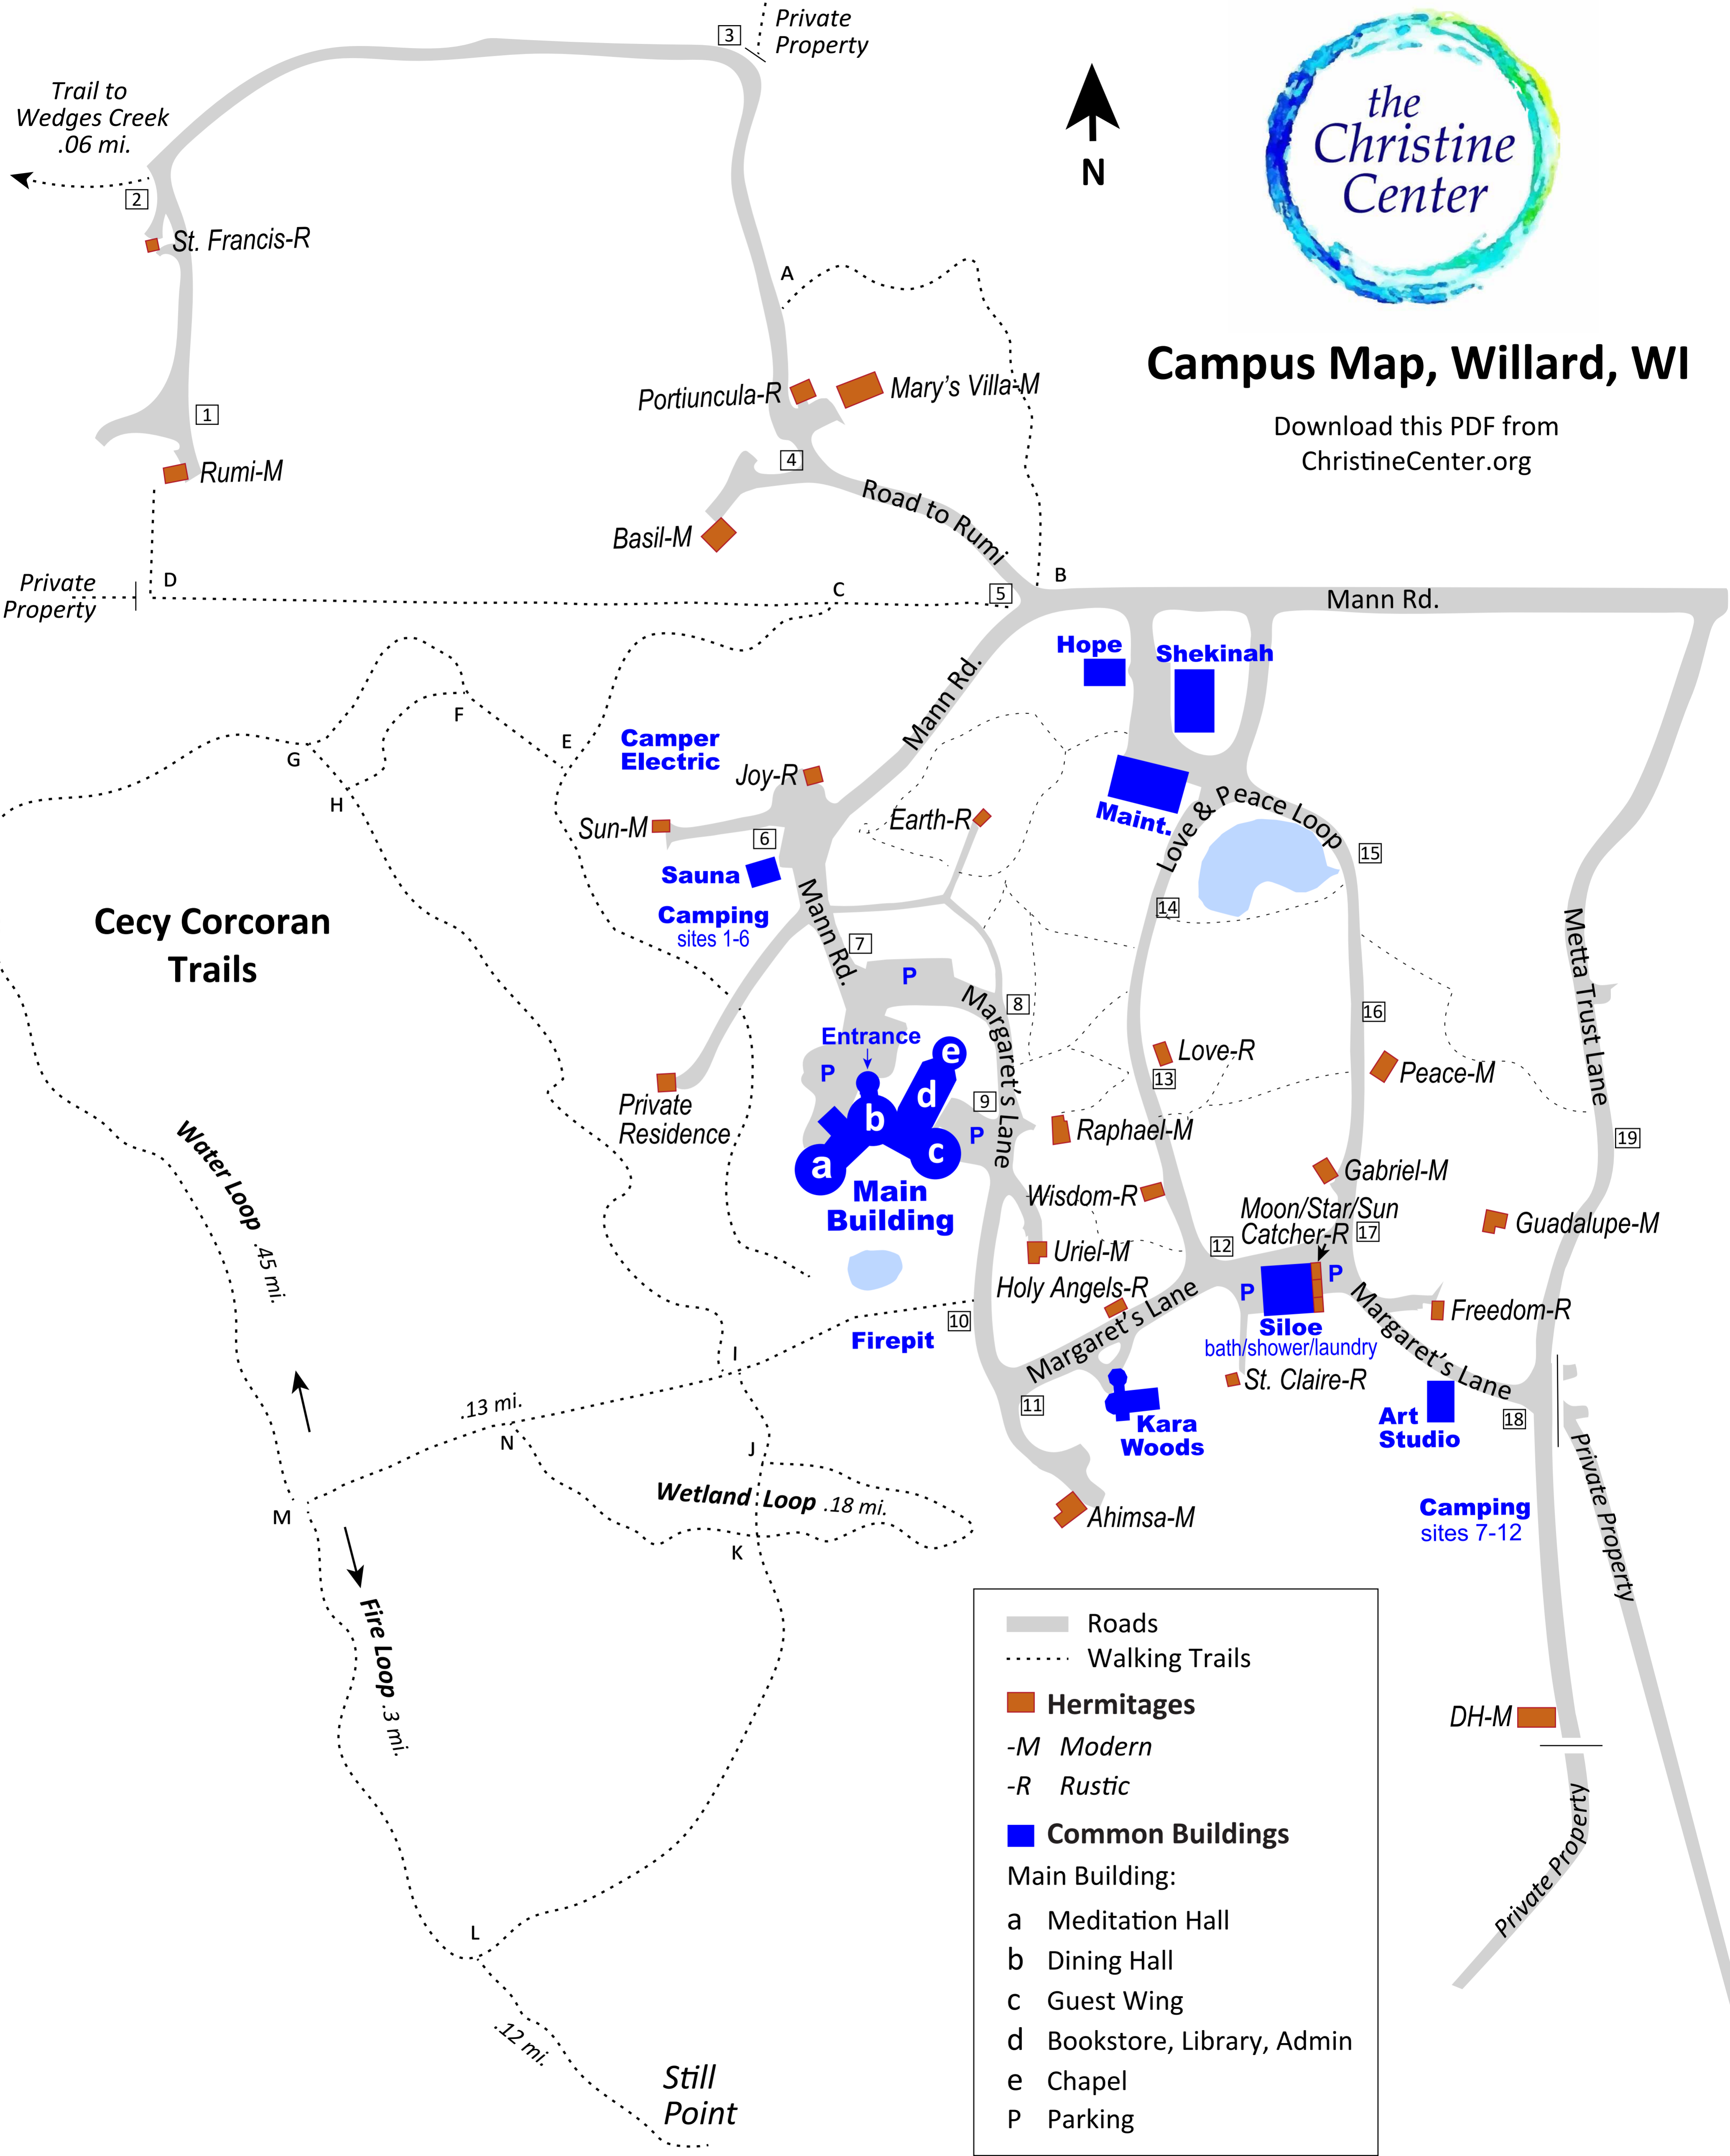 Private
Property
3
Trail to
Wedges Creek
.06 mi.
2
St. Francis-R
A
N
the
Christine
Center
Campus Map, Willard, WI
Download this PDF from
ChristineCenter.org
Portiuncula-R
Mary's Villa-M
1
Rumi-M
4
Road to Rumi
Basil-M
Private
Property
D
C
5
B
Mann Rd.
Hope
Shekinah
Mann Rd.
F
E
G
H
Camper
Electric
Joy-R
Sun-M
6
Earth-R
Maint.
Love & Peace Loop
15
Sauna
Camping
sites 1-6
Mann Rd.
7
14
Cecy Corcoran
Trails
Metta Trust Lane
P
8
Margaret's Lane
16
Entrance
P
e
d
b
a
c
9
P
Love-R
13
Peace-M
Private
Residence
Raphael-M
19
Main
Building
Wisdom-R
Gabriel-M
Moon/Star/Sun
Catcher-R
17
Guadalupe-M
Water Loop .45 mi.
Uriel-M
12
Holy Angels-R
P
P
Freedom-R
10
Firepit
Margaret's Lane
Siloe
bath/shower/laundry
Margaret's Lane
I
St. Claire-R
11
Kara
Woods
Art
Studio
18
.13 mi.
N
J
Private Property
Wetland Loop .18 mi.
M
K
Ahimsa-M
Camping
sites 7-12
Fire Loop .3 mi.
DH-M
Private Property
L
.12 mi.
Still
Point
Roads
Walking Trails
Hermitages
-M Modern
-R Rustic
Common Buildings
Main Building:
a Meditation Hall
b Dining Hall
c Guest Wing
d Bookstore, Library, Admin
e Chapel
P Parking